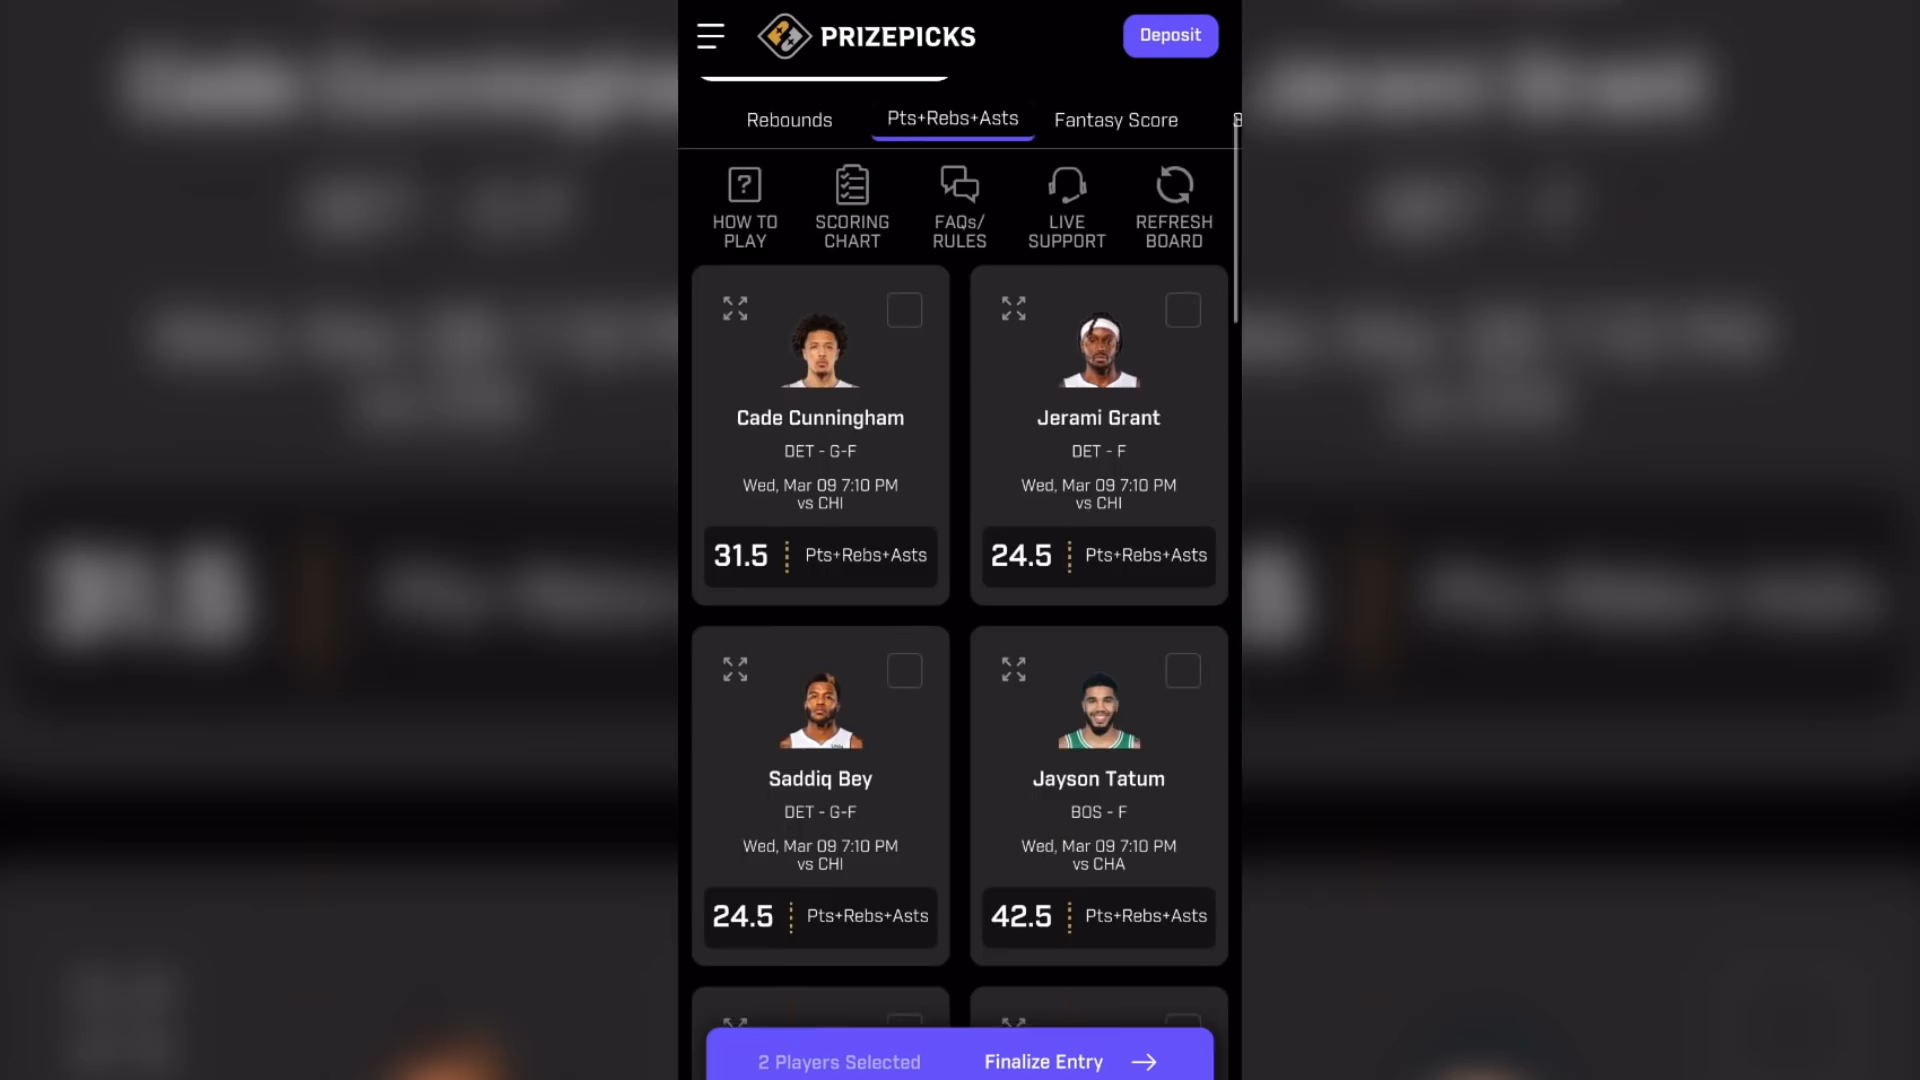 PRIZEPICKS
Deposit
Rebounds
Pts+Rebs+Asts
Fantasy Score
HOW TO
PLAY
SCORING
CHART
FAQs/
RULES
LIVE
SUPPORT
REFRESH
BOARD
Cade Cunningham
DET - G-F
Wed, Mar 09 7:10 PM
vs CHI
31.5
Pts+Rebs+Asts
Jerami Grant
DET - F
Wed, Mar 09 7:10 PM
vs CHI
24.5
Pts+Rebs+Asts
Saddiq Bey
DET - G-F
Wed, Mar 09 7:10 PM
vs CHI
24.5
Pts+Rebs+Asts
Jayson Tatum
BOS - F
Wed, Mar 09 7:10 PM
vs CHA
42.5
Pts+Rebs+Asts
2 Players Selected
Finalize Entry